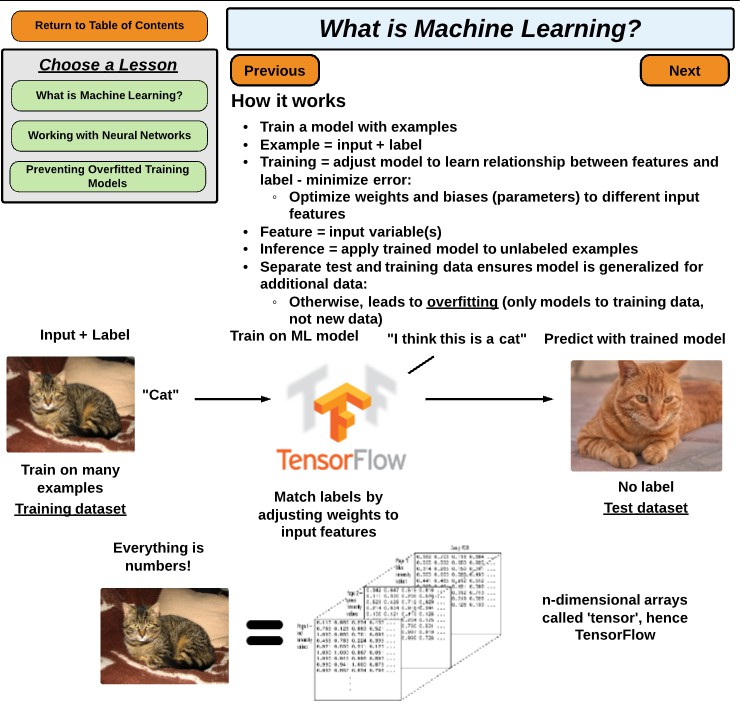 Return to Table of Contents
What is Machine Learning?
Choose a Lesson
What is Machine Learning?
Working with Neural Networks
Preventing Overfitted Training
Models
Previous
Next
How it works
• Train a model with examples
• Example = input + label
• Training = adjust model to learn relationship between features and
label - minimize error:
◦ Optimize weights and biases (parameters) to different input
features
• Feature = input variable(s)
• Inference = apply trained model to unlabeled examples
• Separate test and training data ensures model is generalized for
additional data:
◦ Otherwise, leads to overfitting (only models to training data,
not new data)
Input + Label
Train on ML model
"I think this is a cat"
Predict with trained model
"Cat"
TensorFlow
Train on many
examples
Training dataset
Match labels by
adjusting weights to
input features
No label
Test dataset
Everything is
numbers!
n-dimensional arrays
called 'tensor', hence
TensorFlow